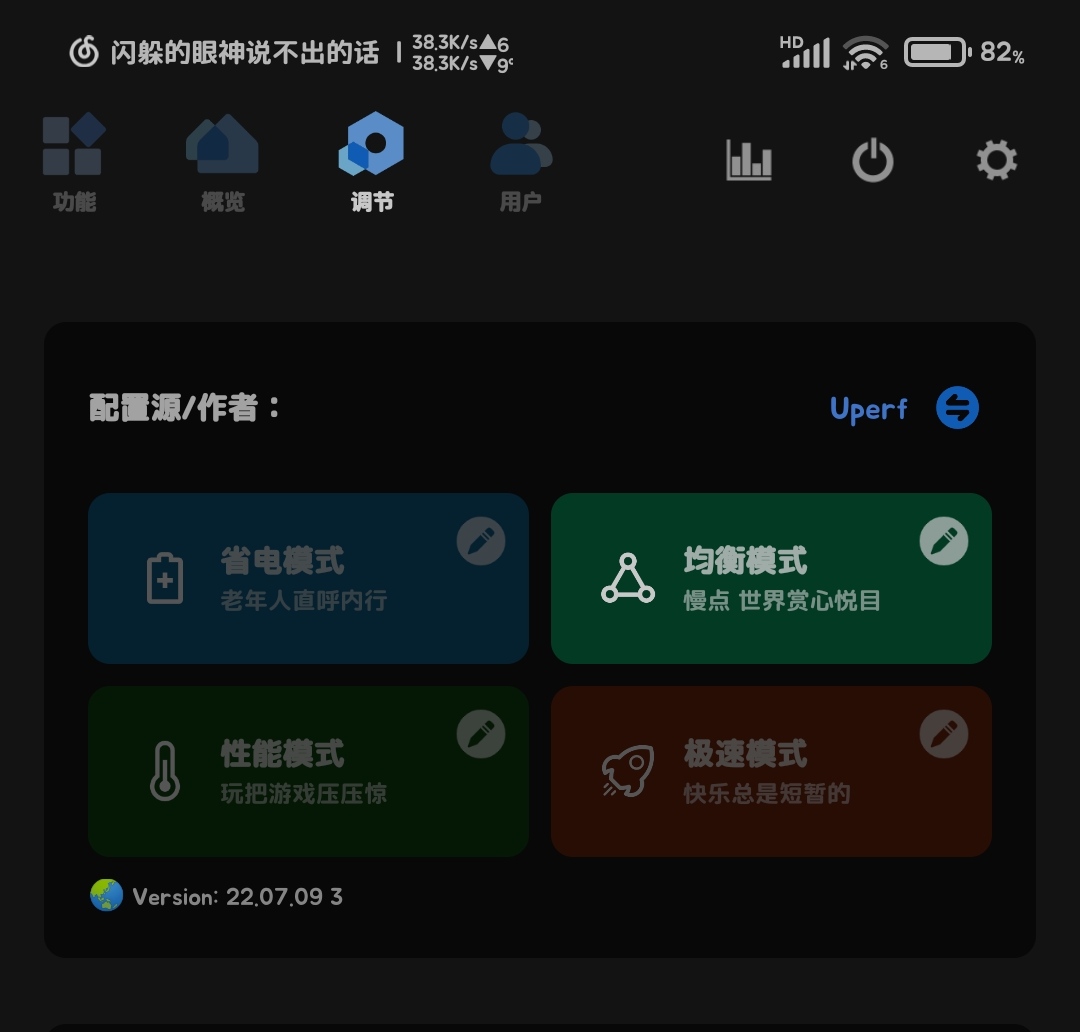 闪躲的眼神说不出的话
38.3K/s▲6
38.3K/s▼9
HD
6
82%
功能
概览
调节
用户
配置源/作者：
Uperf
省电模式
老年人直呼内行
均衡模式
慢点 世界赏心悦目
性能模式
玩把游戏压压惊
极速模式
快乐总是短暂的
Version: 22.07.09 3